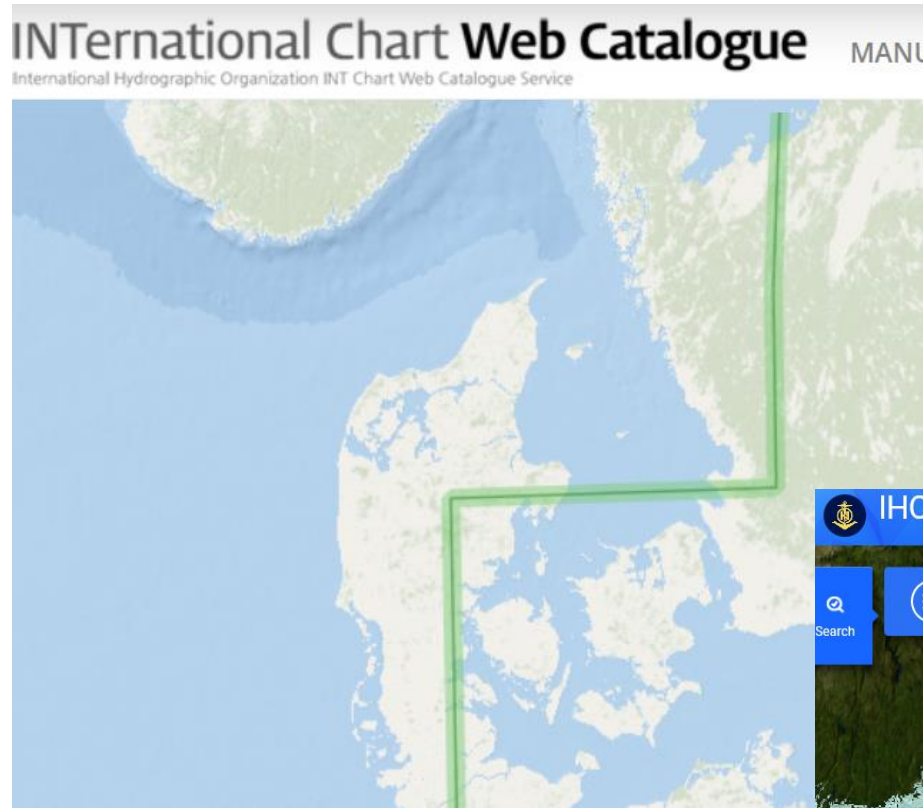 INTernational Chart Web Catalogue
MANU
International Hydrographic Organization INT Chart Web Catalogue Service
IHO
Search